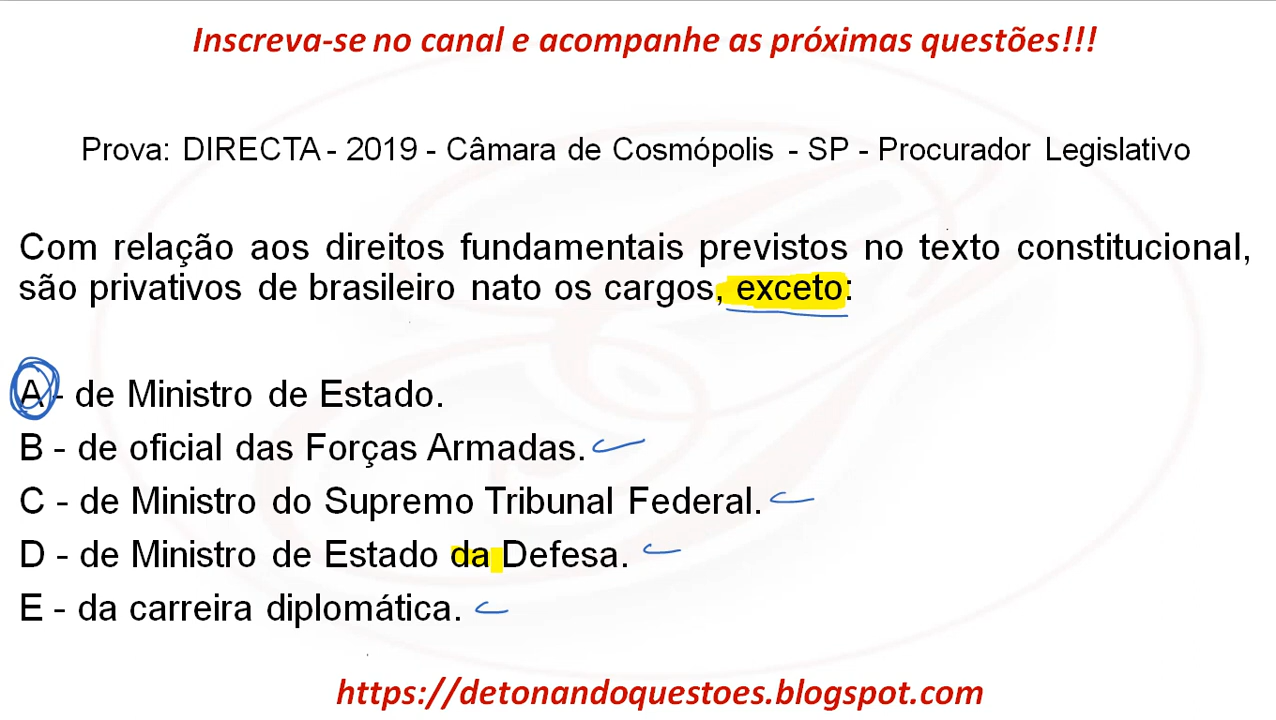 Inscreva-se no canal e acompanhe as próximas questões!!!
Prova: DIRECTA - 2019 - Câmara de Cosmópolis - SP - Procurador Legislativo
Com relação aos direitos fundamentais previstos no texto constitucional,
são privativos de brasileiro nato os cargos, exceto:
A - de Ministro de Estado.
B - de oficial das Forças Armadas.
C - de Ministro do Supremo Tribunal Federal.
D - de Ministro de Estado da Defesa.
E - da carreira diplomática.
https://detonandoquestoes.blogspot.com